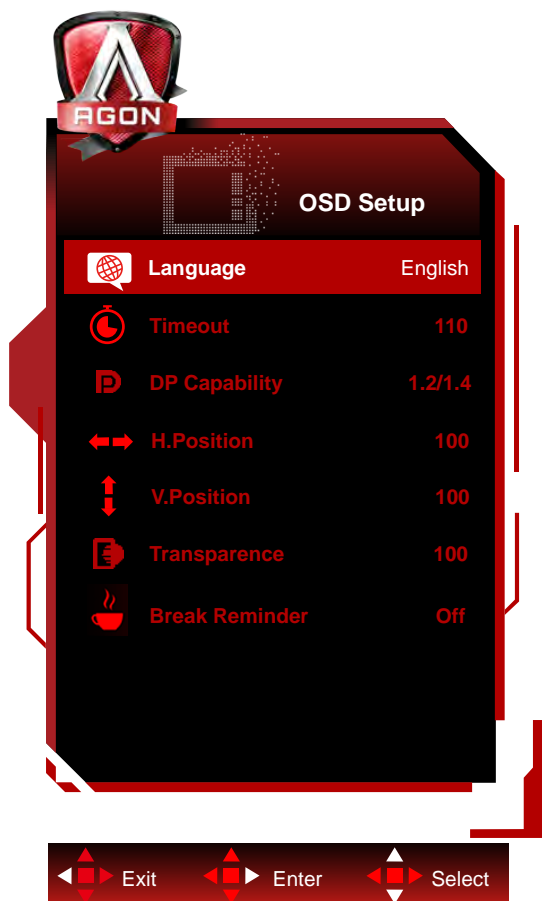 AGON
OSD Setup
Language English
Timeout 110
DP Capability 1.2/1.4
H.Position 100
V.Position 100
Transparence 100
Break Reminder Off
Exit Enter Select